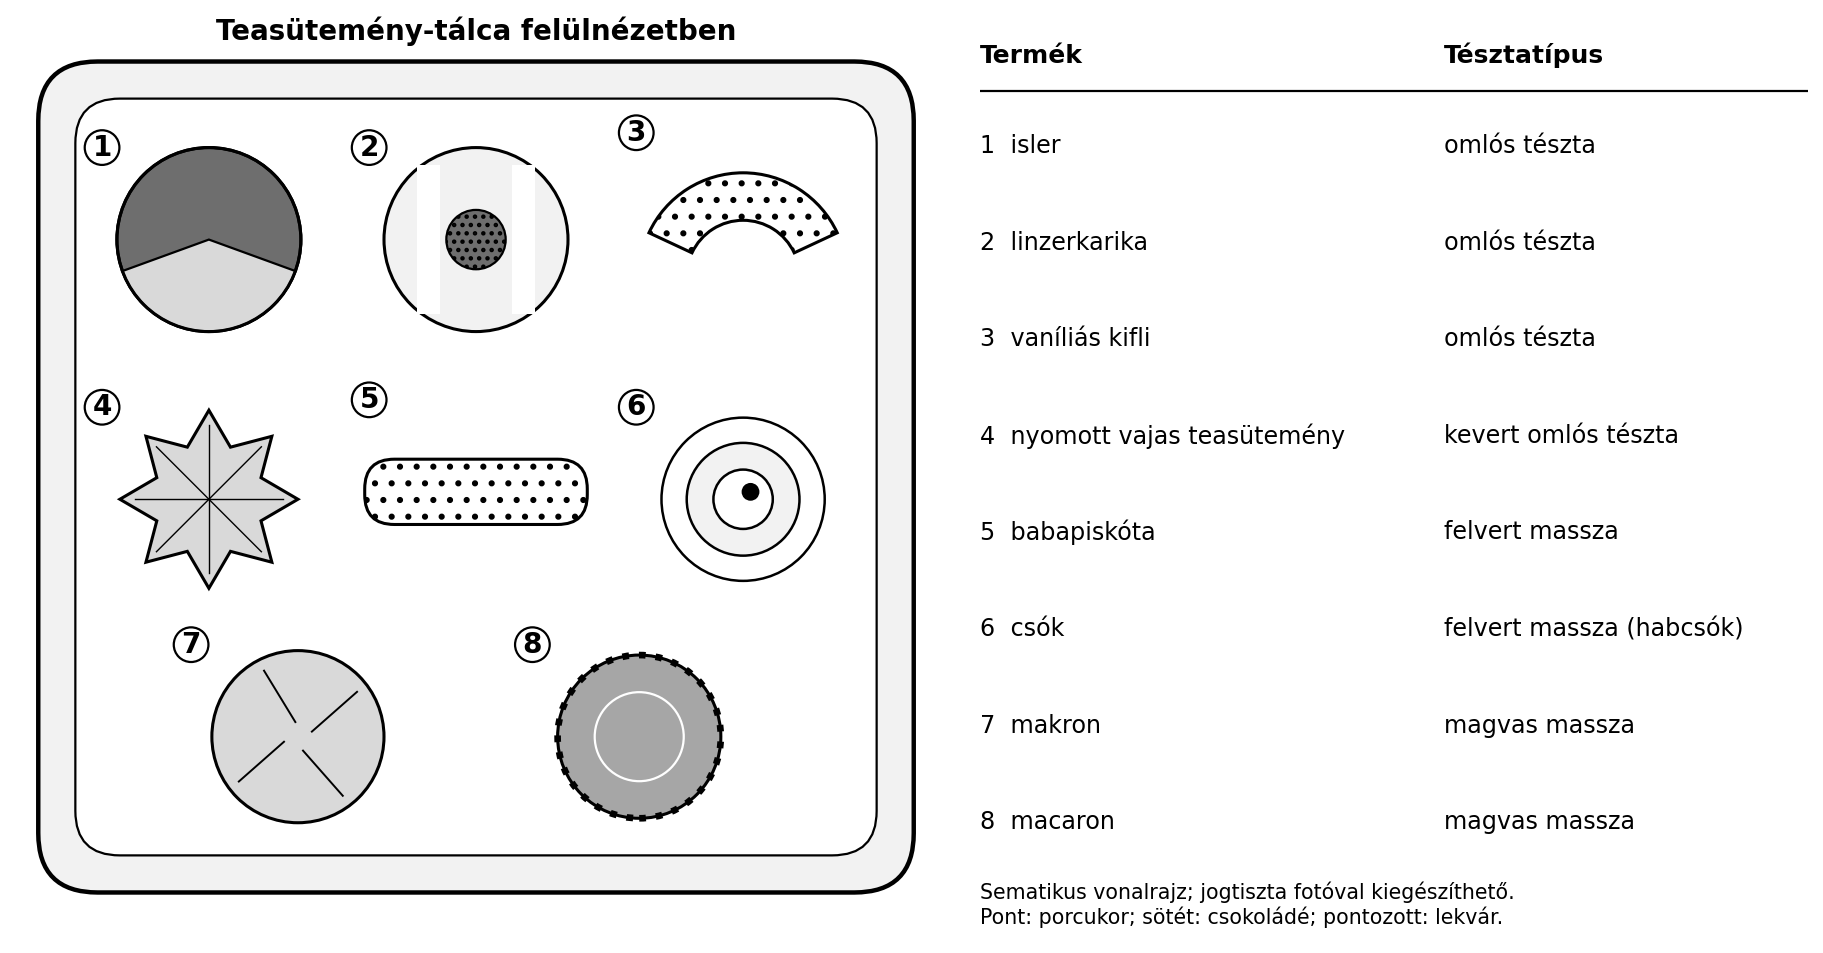 Teasütemény-tálca felülnézetben
1
2
3
4
5
6
7
8
Termék Tésztatípus
1 isler omlós tészta
2 linzerkarika omlós tészta
3 vaníliás kifli omlós tészta
4 nyomott vajas teasütemény kevert omlós tészta
5 babapiskóta felvert massza
6 csók felvert massza (habcsók)
7 makron magvas massza
8 macaron magvas massza
Sematikus vonalrajz; jogtiszta fotóval kiegészíthető.
Pont: porcukor; sötét: csokoládé; pontozott: lekvár.